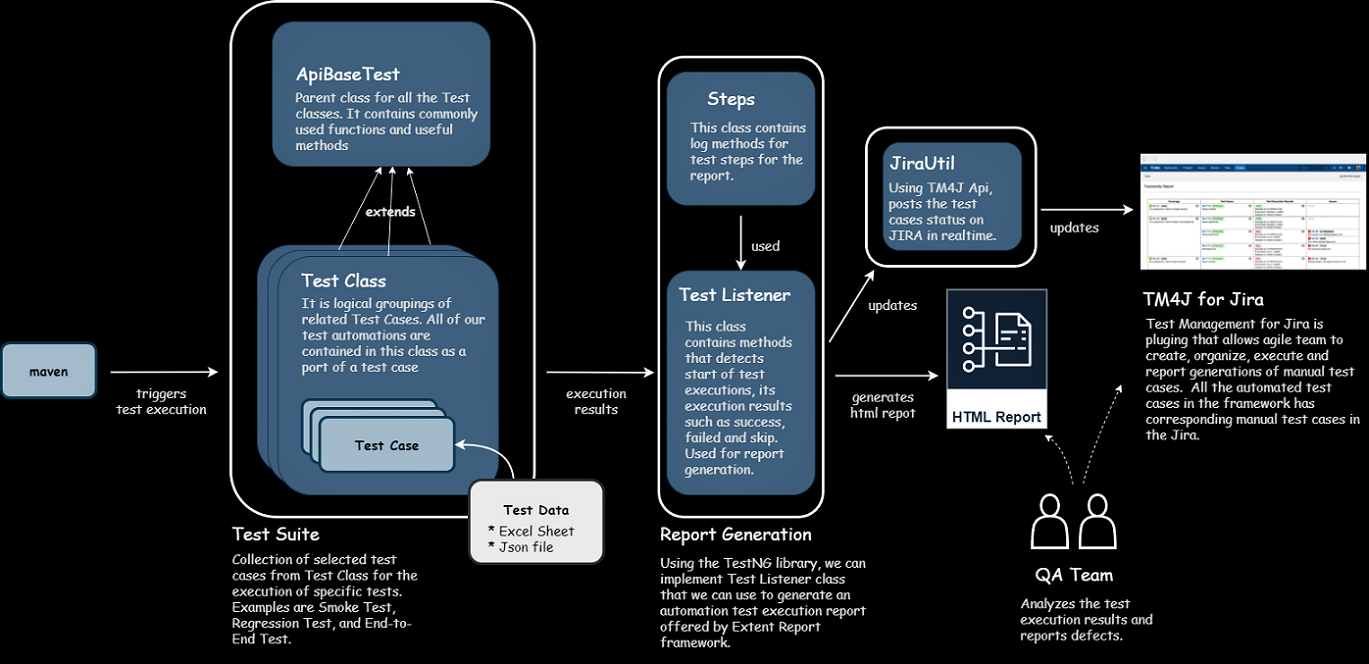 maven
triggers
test execution
ApiBaseTest
Parent class for all the Test
classes. It contains commonly
used functions and useful
methods
extends
Test Class
It is logical groupings of
related Test Cases. All of our
test automations are
contained in this class as a
part of a test case
Test Case
Test Data
* Excel Sheet
* Json file
Test Suite
Collection of selected test
cases from Test Class for the
execution of specific tests.
Examples are Smoke Test,
Regression Test, and End-to-
End Test.
execution
results
Steps
This class contains
log methods for
test steps for the
report.
used
Test Listener
This class
contains methods
that detects
start of test
executions, its
execution results
such as success,
failed and skip.
Used for report
generation.
Report Generation
Using the TestNG library, we can
implement Test Listener class
that we can use to generate an
automation test execution report
offered by Extent Report
framework.
updates
generates
html repot
JiraUtil
Using TM4J Api,
posts the test
cases status on
JIRA in realtime.
updates
HTML Report
TM4J for Jira
Test Management for Jira is
pluging that allows agile team to
create, organize, execute and
report generations of manual test
cases. All the automated test
cases in the framework has
corresponding manual test cases in
the Jira.
QA Team
Analyzes the test
execution results and
reports defects.